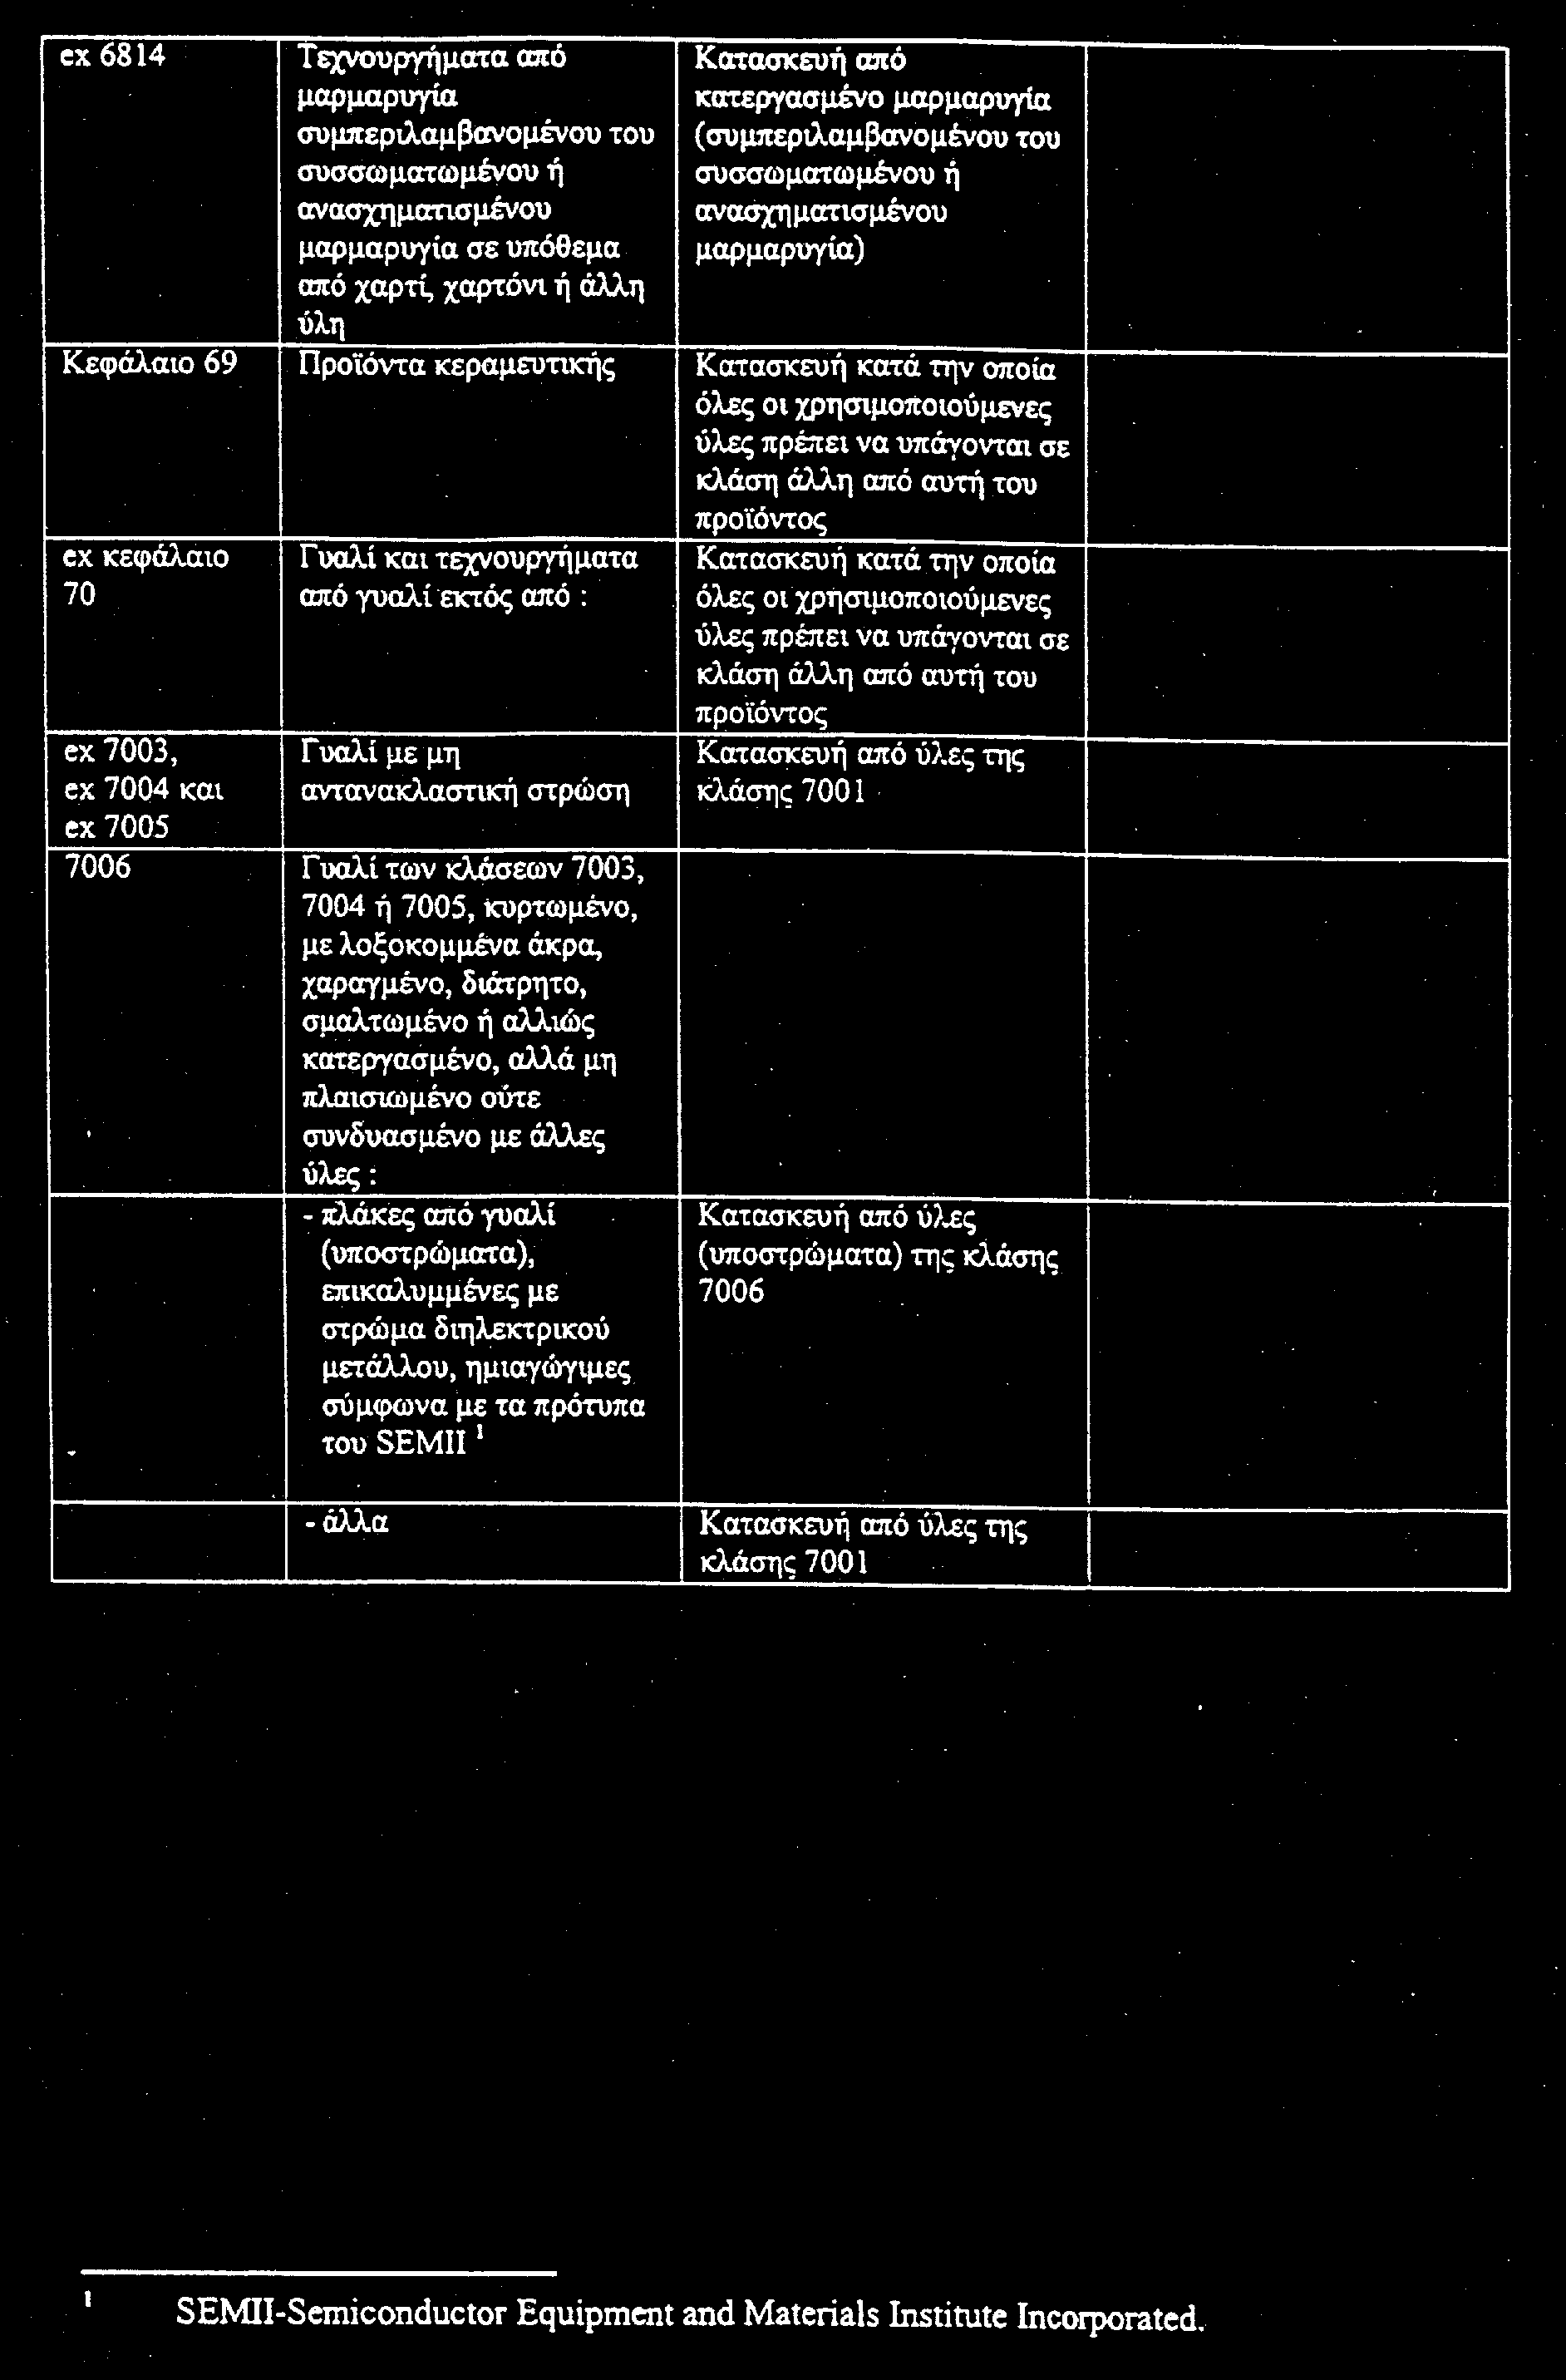 ex 6814
Τεχνουργήματα από
μαρμαρυγία
συμπεριλαμβανομένου του
συσσωματωμένου ή
ανασχηματισμένου
μαρμαρυγία σε υπόθεμα
από χαρτί, χαρτόνι ή άλλη
ύλη
Κατασκευή από
κατεργασμένο μαρμαρυγία
(συμπεριλαμβανομένου του
συσσωματωμένου ή
ανασχηματισμένου
μαρμαρυγία)
Κεφάλαιο 69
Προϊόντα κεραμευτικής
Κατασκευή κατά την οποία
όλες οι χρησιμοποιούμενες
ύλες πρέπει να υπάγονται σε
κλάση άλλη από αυτή του
προϊόντος
ex κεφάλαιο
70
Γυαλί και τεχνουργήματα
από γυαλί εκτός από :
Κατασκευή κατά την οποία
όλες οι χρησιμοποιούμενες
ύλες πρέπει να υπάγονται σε
κλάση άλλη από αυτή του
προϊόντος
ex 7003,
ex 7004 και
ex 7005
Γυαλί με μη
αντανακλαστική στρώση
Κατασκευή από ύλες της
κλάσης 7001
7006
Γυαλί των κλάσεων 7003,
7004 ή 7005, κυρτωμένο,
με λοξοκομμένα άκρα,
χαραγμένο, διάτρητο,
σμαλτωμένο ή αλλιώς
κατεργασμένο, αλλά μη
πλαισιωμένο ούτε
συνδυασμένο με άλλες
ύλες :
- πλάκες από γυαλί
(υποστρώματα),
επικαλυμμένες με
στρώμα διηλεκτρικού
μετάλλου, ημιαγώγιμες
σύμφωνα με τα πρότυπα
του SEMII ¹
Κατασκευή από ύλες
(υποστρώματα) της κλάσης
7006
- άλλα
Κατασκευή από ύλες της
κλάσης 7001
¹ SEMII-Semiconductor Equipment and Materials Institute Incorporated.